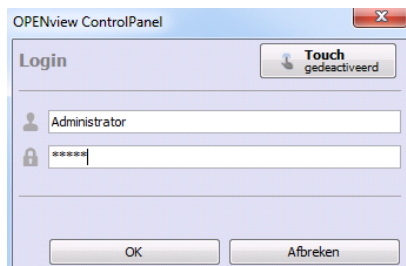 OPENview ControlPanel
Login
Touch
gedeactiveerd
Administrator
*****
OK
Afbreken